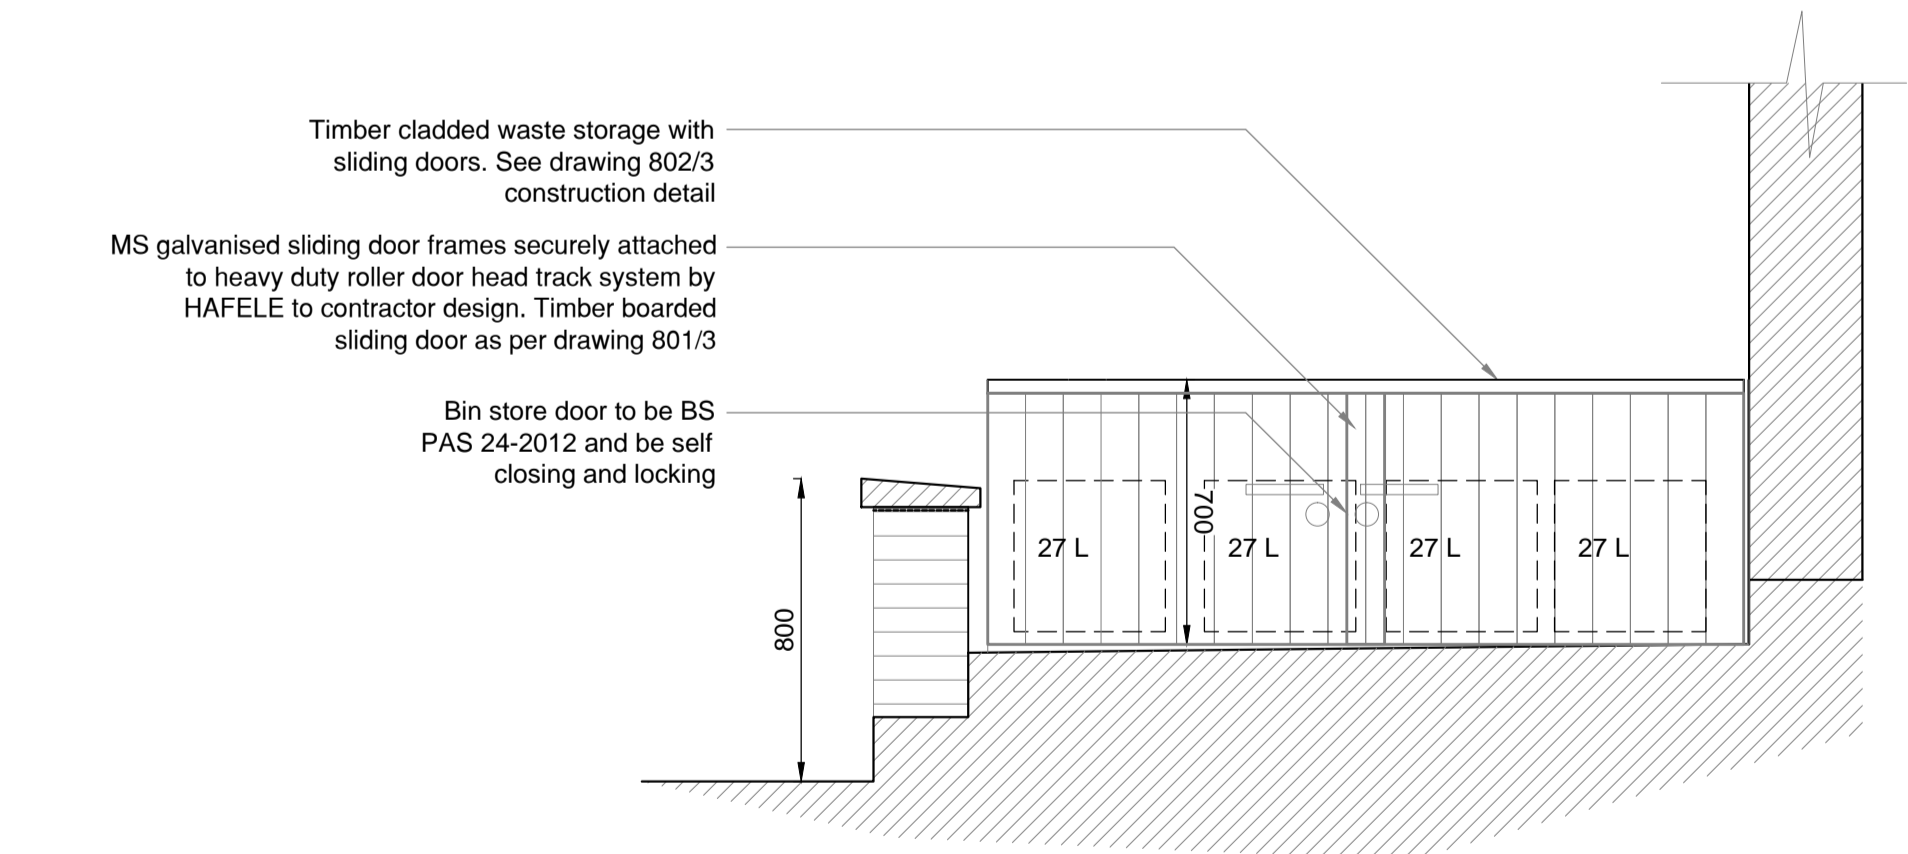 Timber cladded waste storage with
sliding doors. See drawing 802/3
construction detail
MS galvanised sliding door frames securely attached
to heavy duty roller door head track system by
HAFELE to contractor design. Timber boarded
sliding door as per drawing 801/3
Bin store door to be BS
PAS 24-2012 and be self
closing and locking
700
27 L
27 L
27 L
27 L
800